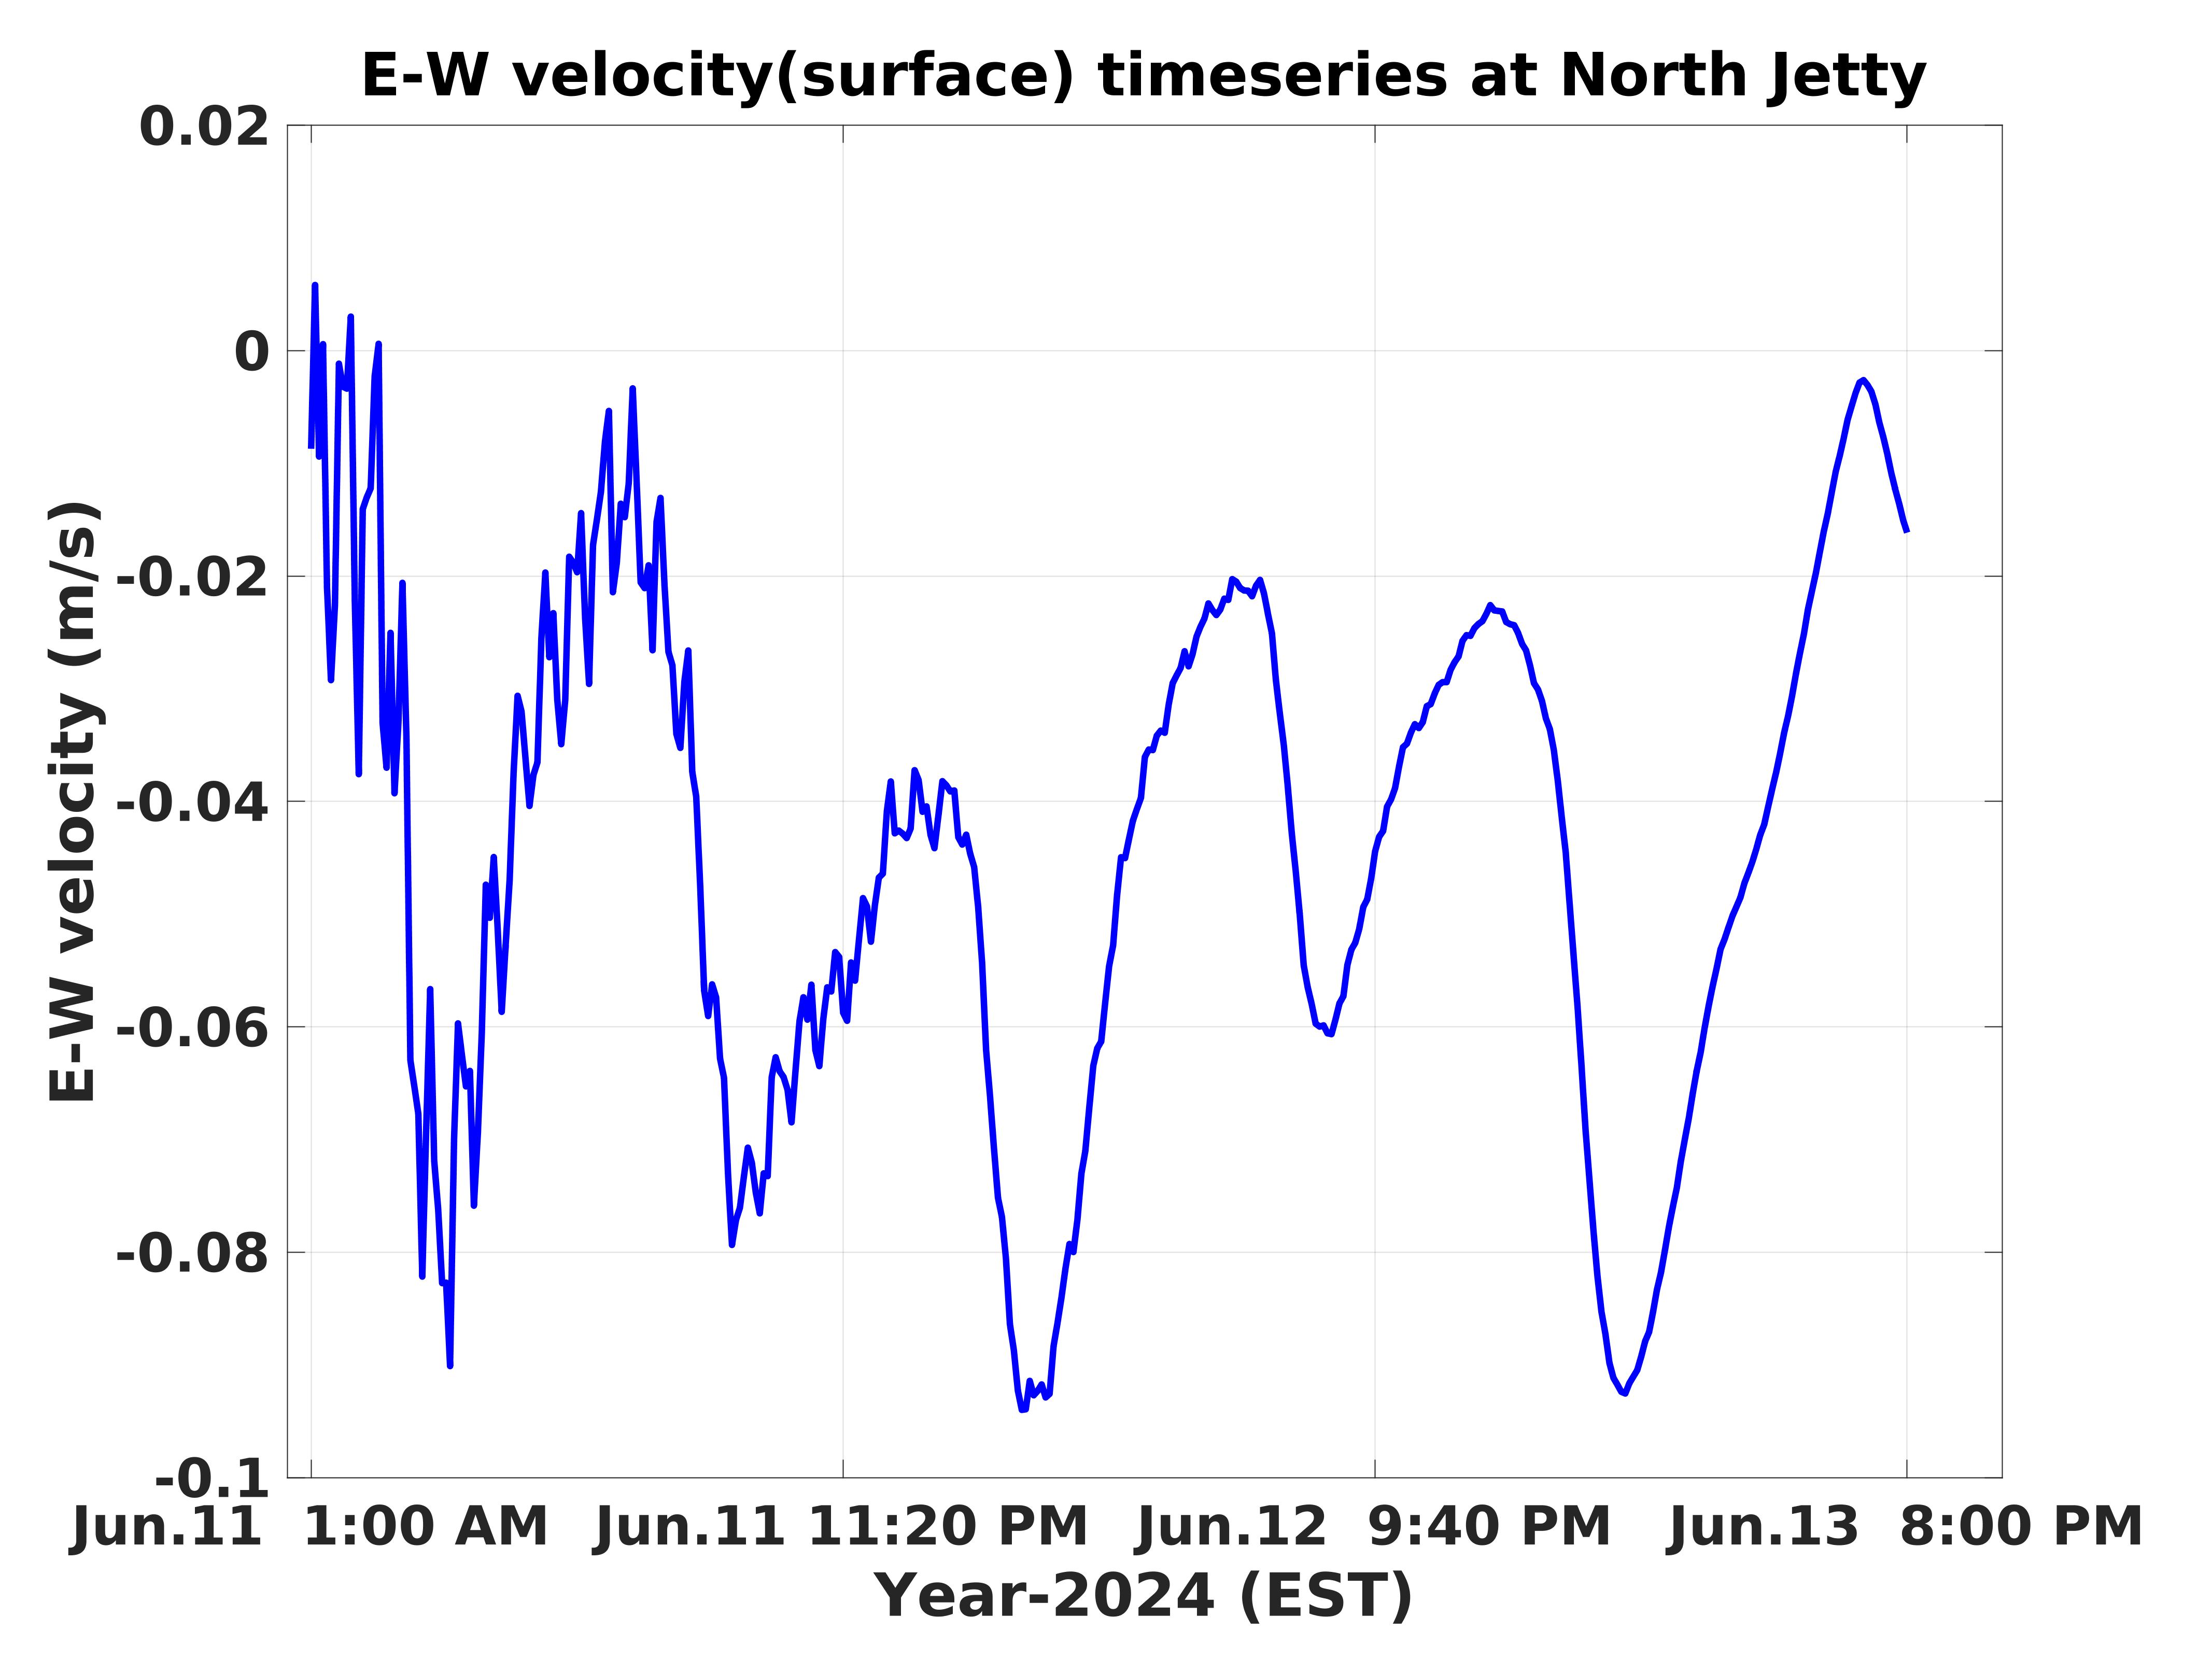 E-W velocity(surface) timeseries at North Jetty
0.02
0
-0.02
-0.04
-0.06
-0.08
-0.1
E-W velocity (m/s)
Jun.11 1:00 AM Jun.11 11:20 PM Jun.12 9:40 PM Jun.13 8:00 PM
Year-2024 (EST)